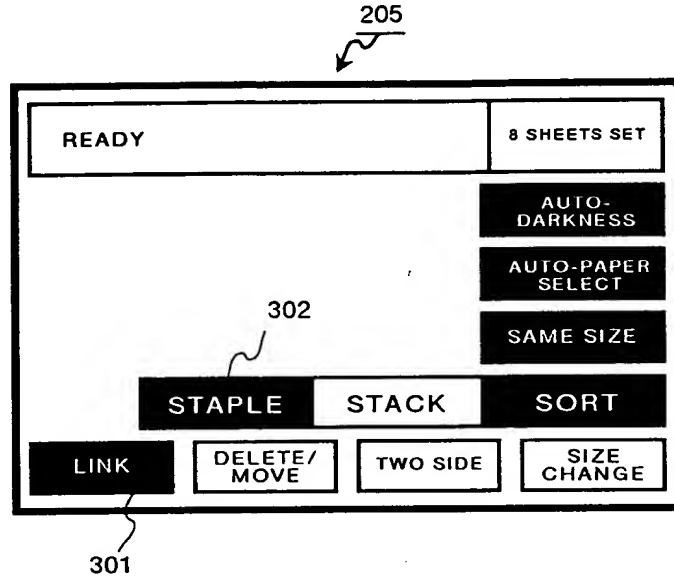 205
READY
8 SHEETS SET
AUTO-
DARKNESS
AUTO-PAPER
SELECT
302
SAME SIZE
STAPLE
STACK
SORT
LINK
DELETE/
MOVE
TWO SIDE
SIZE
CHANGE
301